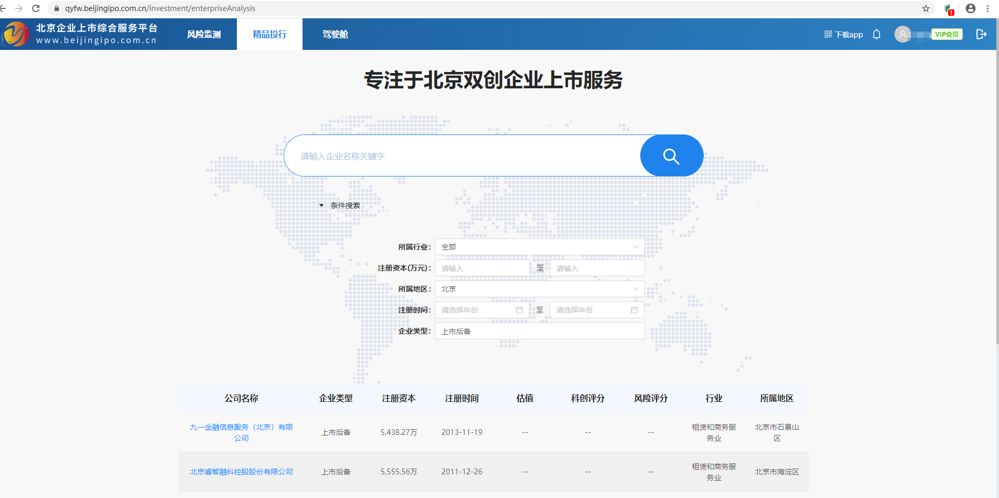 qyfw.beijingipo.com.cn/investment/enterpriseAnalysis
1
北京企业上市综合服务平台
www.beijingipo.com.cn
风险监测
精品投行
驾驶舱
下载app
VIP会员
专注于北京双创企业上市服务
请输入企业名称关键字
条件搜索
所属行业：
全部
注册资本(万元)：
请输入
至
请输入
所属地区：
北京
注册时间：
请选择年份
至
请选择年份
企业类型：
上市后备
公司名称 企业类型 注册资本 注册时间 估值 科创评分 风险评分 行业 所属地区
九一金融信息服务（北京）有限
公司
上市后备
5,438.27万
2013-11-19
--
--
--
租赁和商务服
务业
北京市石景山
区
北京睿智融科控股股份有限公司
上市后备
5,555.56万
2011-12-26
--
--
--
租赁和商务服
务业
北京市海淀区